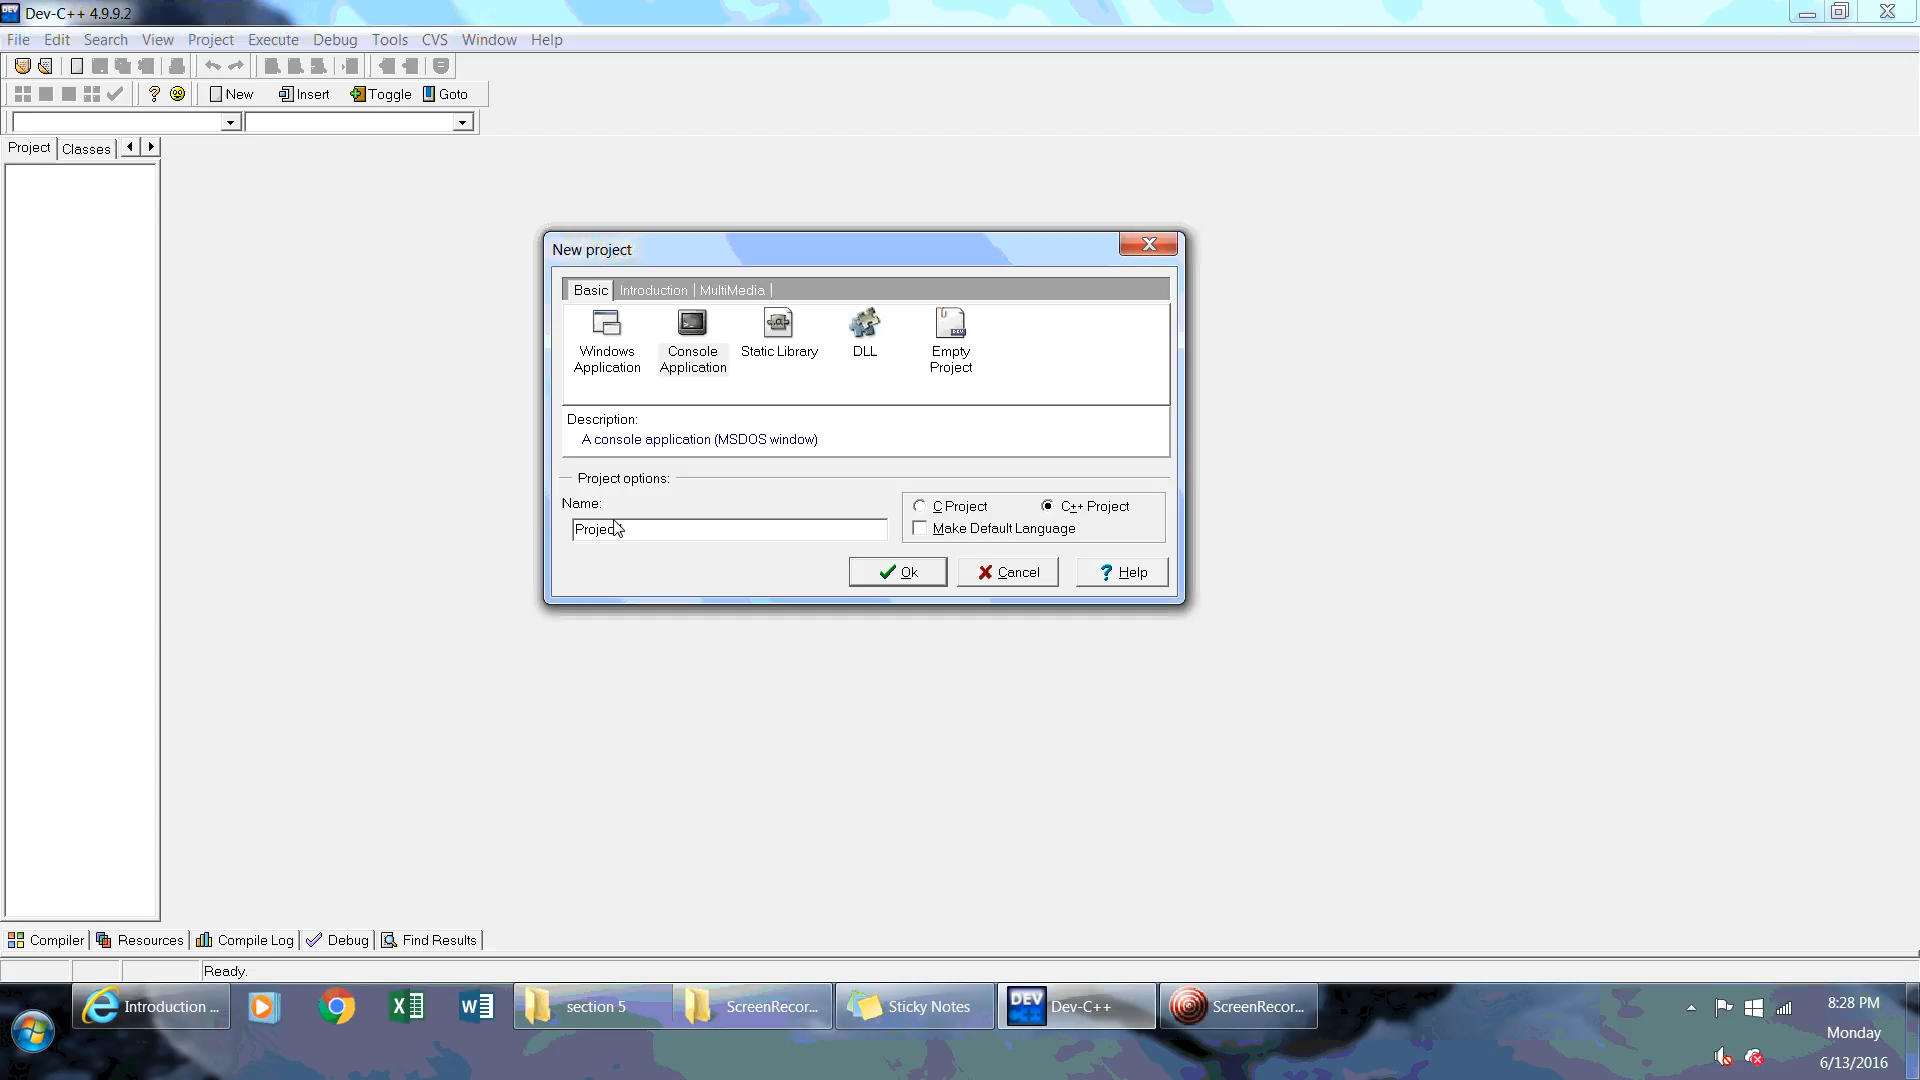 DEV Dev-C++ 4.9.9.2
File Edit Search View Project Execute Debug Tools CVS Window Help
New Insert Toggle Goto
Project Classes
New project
Basic Introduction MultiMedia
Windows Application Console Application Static Library DLL Empty Project
Description:
A console application (MSDOS window)
Project options:
Name:
C Project C++ Project
Project
Make Default Language
Ok Cancel Help
Compiler Resources Compile Log Debug Find Results
Ready.
Introduction ... section 5 ScreenRecor... Sticky Notes DEV Dev-C++ ScreenRecor...
8:28 PM
Monday
6/13/2016